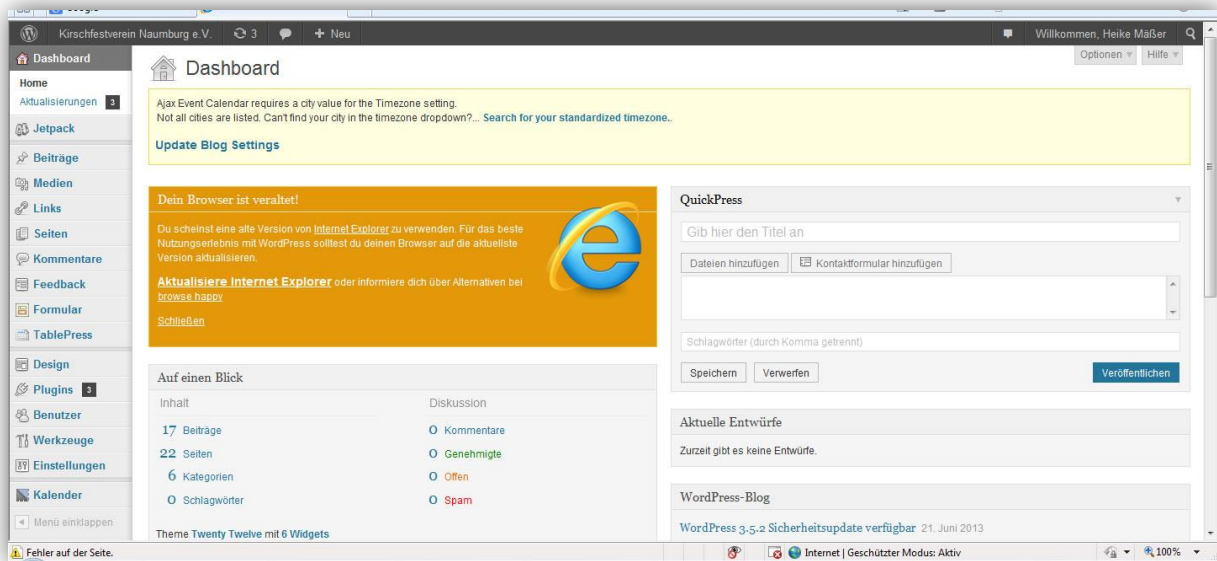 Google
Kirschfestverein Naumburg e.V. 3 Neu
Willkommen, Heike Mäßer
Dashboard
Home
Aktualisierungen 3
Jetpack
Beiträge
Medien
Links
Seiten
Kommentare
Feedback
Formular
TablePress
Design
Plugins 3
Benutzer
Werkzeuge
Einstellungen
Kalender
Menü einklappen
Optionen Hilfe
Dashboard
Ajax Event Calendar requires a city value for the Timezone setting.
Not all cities are listed. Can't find your city in the timezone dropdown?... Search for your standardized timezone..
Update Blog Settings
Dein Browser ist veraltet!
Du scheinst eine alte Version von Internet Explorer zu verwenden. Für das beste
Nutzungserlebnis mit WordPress solltest du deinen Browser auf die aktuellste
Version aktualisieren.
Aktualisiere Internet Explorer oder informiere dich über Alternativen bei
browse happy
Schließen
Auf einen Blick
Inhalt
17 Beiträge
22 Seiten
6 Kategorien
0 Schlagwörter
Diskussion
0 Kommentare
0 Genehmigte
0 Offen
0 Spam
Theme Twenty Twelve mit 6 Widgets
QuickPress
Gib hier den Titel an
Dateien hinzufügen
Kontaktformular hinzufügen
Schlagwörter (durch Komma getrennt)
Speichern
Verwerfen
Veröffentlichen
Aktuelle Entwürfe
Zurzeit gibt es keine Entwürfe.
WordPress-Blog
WordPress 3.5.2 Sicherheitsupdate verfügbar 21. Juni 2013
Fehler auf der Seite.
Internet | Geschützter Modus: Aktiv
100%